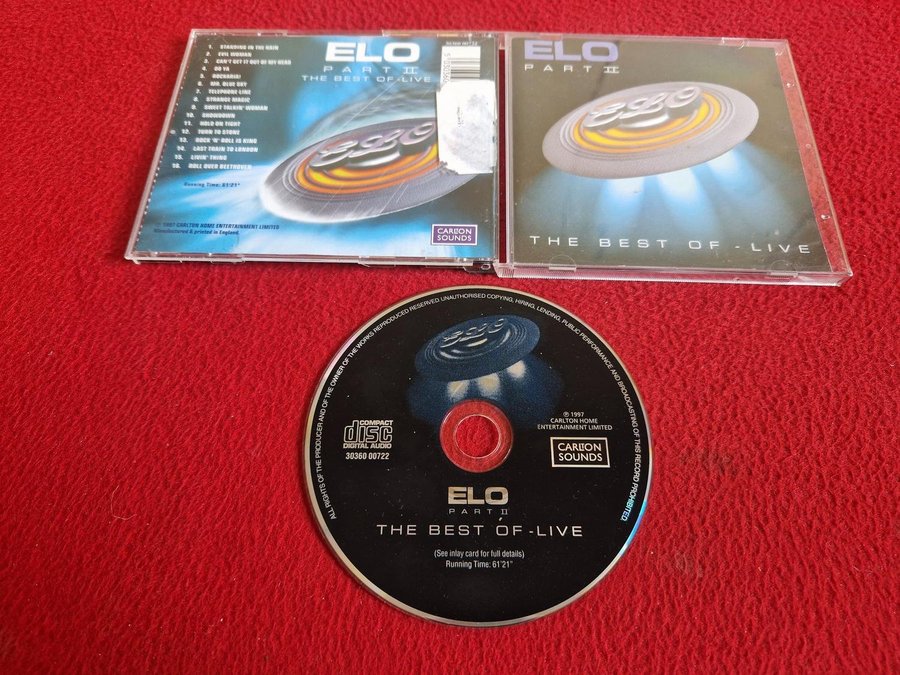 ELO
PART II
THE BEST OF - LIVE
1. STANDING IN THE RAIN
2. EVIL WOMAN
3. CAN'T GET IT OUT OF MY HEAD
4. DO YA
5. ROCKARIA!
6. MR. BLUE SKY
7. TELEPHONE LINE
8. STRANGE MAGIC
9. SWEET TALKIN' WOMAN
10. SHOWDOWN
11. HOLD ON TIGHT
12. TURN TO STONE
13. ROCK 'N' ROLL IS KING
14. LAST TRAIN TO LONDON
15. LIVIN' THING
16. ROLL OVER BEETHOVEN
Running Time: 61'21"
ELO
℗ 1997 CARLTON HOME ENTERTAINMENT LIMITED
Manufactured & printed in England
CARLTON
SOUNDS
ELO
PART II
ELO
THE BEST OF - LIVE
ALL RIGHTS OF THE PRODUCER AND OF THE OWNER OF THE WORKS REPRODUCED RESERVED UNAUTHORISED COPYING, HIRING, LENDING, PUBLIC PERFORMANCE AND BROADCASTING OF THIS RECORD PROHIBITED.
ELO
COMPACT
disc
DIGITAL AUDIO
30360 00722
℗ 1997
CARLTON HOME
ENTERTAINMENT LIMITED
CARLTON
SOUNDS
ELO
PART II
THE BEST OF - LIVE
(See inlay card for full details)
Running Time: 61'21"